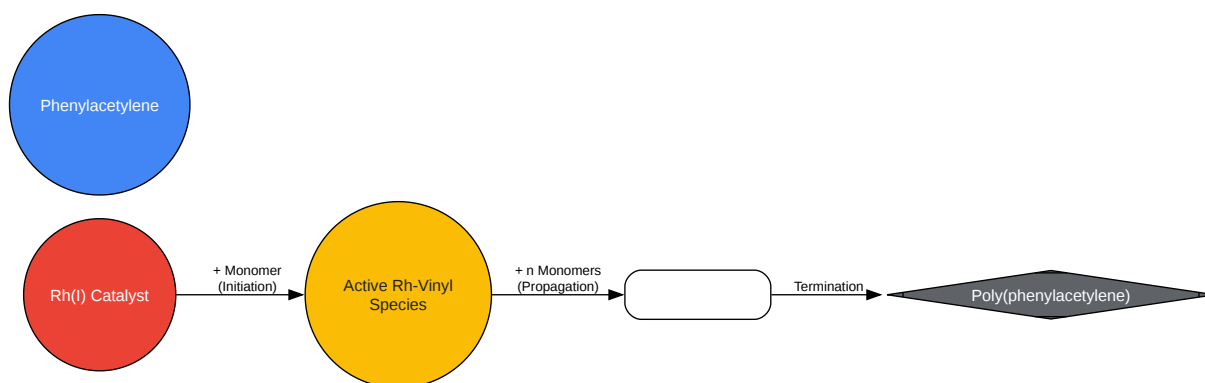 Phenylacetylene
Rh(I) Catalyst
+ Monomer
(Initiation)
Active Rh-Vinyl
Species
+ n Monomers
(Propagation)
Termination
Poly(phenylacetylene)